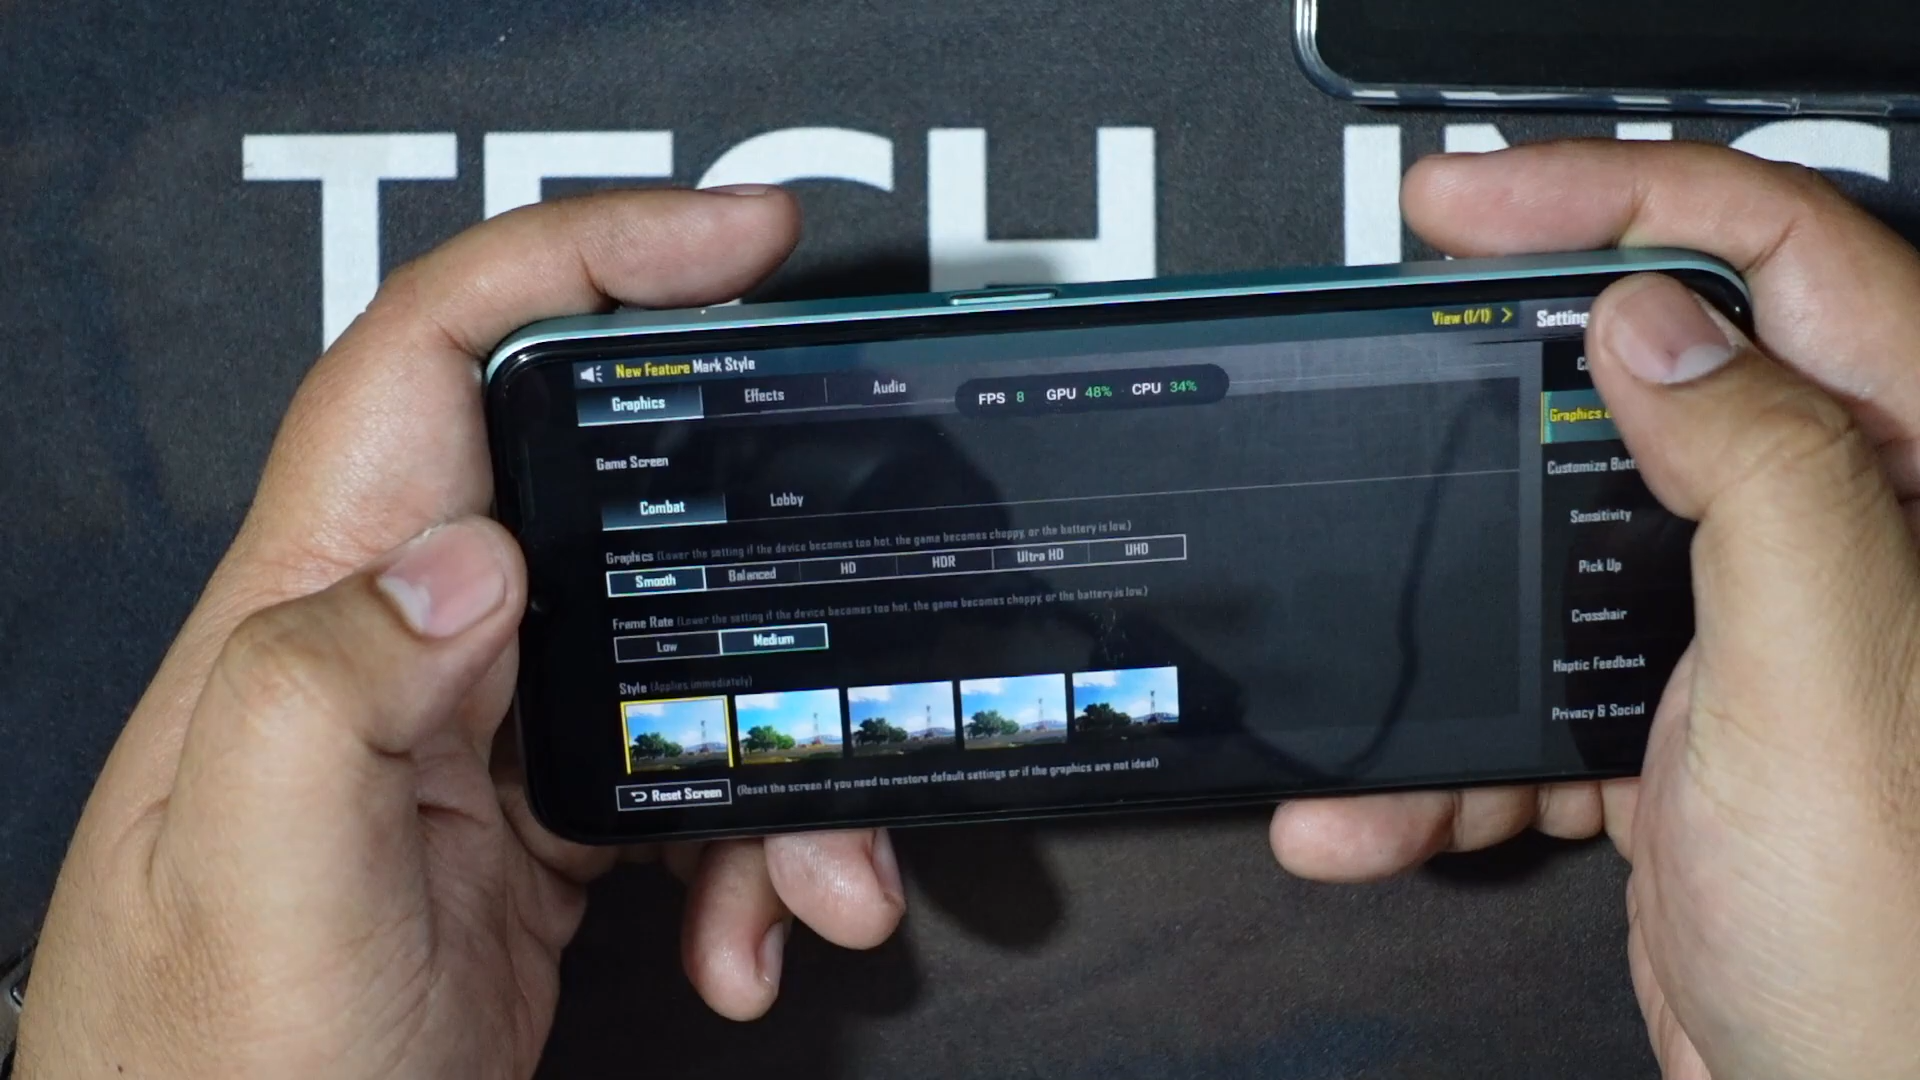 TECH
View (1/1) >
New Feature Mark Style
Setting
Graphics
Effects
Audio
FPS 8 GPU 48% CPU 34%
Graphics
Game Screen
Customize Butt
Combat
Lobby
Sensitivity
Graphics (Lower the setting if the device becomes too hot, the game becomes choppy, or the battery is low.)
Smooth
Balanced
HD
HDR
Ultra HD
UHD
Pick Up
Frame Rate (Lower the setting if the device becomes too hot, the game becomes choppy, or the battery is low.)
Low
Medium
Crosshair
Haptic Feedback
Style (Applies immediately)
Privacy & Social
Reset Screen
(Reset the screen if you need to restore default settings or if the graphics are not ideal)